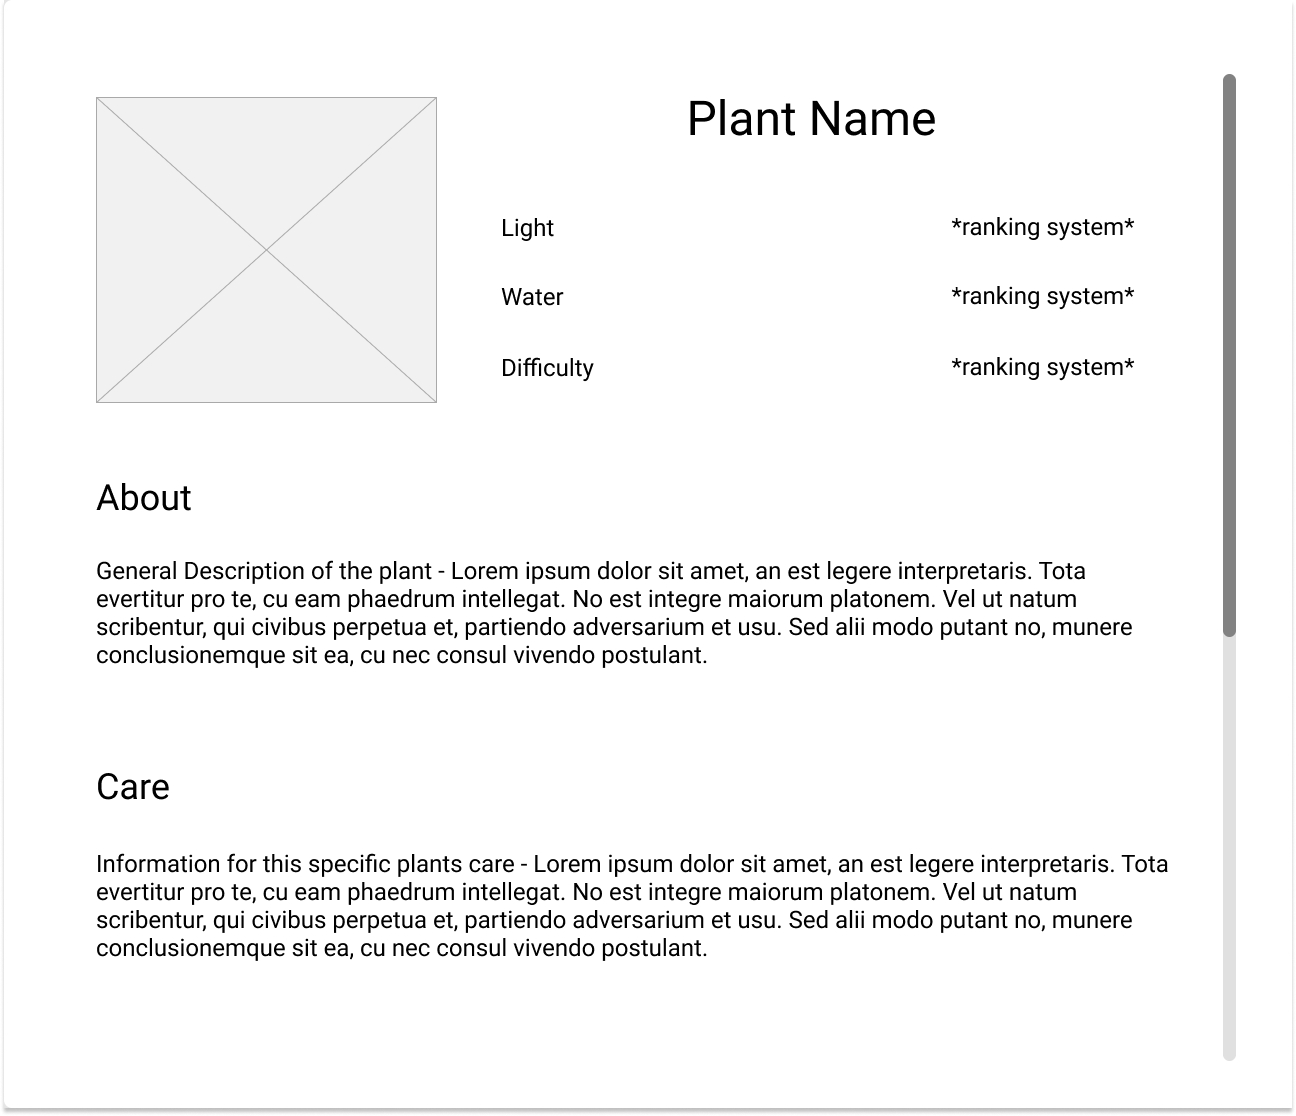 Plant Name
Light *ranking system*
Water *ranking system*
Difficulty *ranking system*
About
General Description of the plant - Lorem ipsum dolor sit amet, an est legere interpretaris. Tota
evertitur pro te, cu eam phaedrum intellegat. No est integre maiorum platonem. Vel ut natum
scribentur, qui civibus perpetua et, partiendo adversarium et usu. Sed alii modo putant no, munere
conclusionemque sit ea, cu nec consul vivendo postulant.
Care
Information for this specific plants care - Lorem ipsum dolor sit amet, an est legere interpretaris. Tota
evertitur pro te, cu eam phaedrum intellegat. No est integre maiorum platonem. Vel ut natum
scribentur, qui civibus perpetua et, partiendo adversarium et usu. Sed alii modo putant no, munere
conclusionemque sit ea, cu nec consul vivendo postulant.